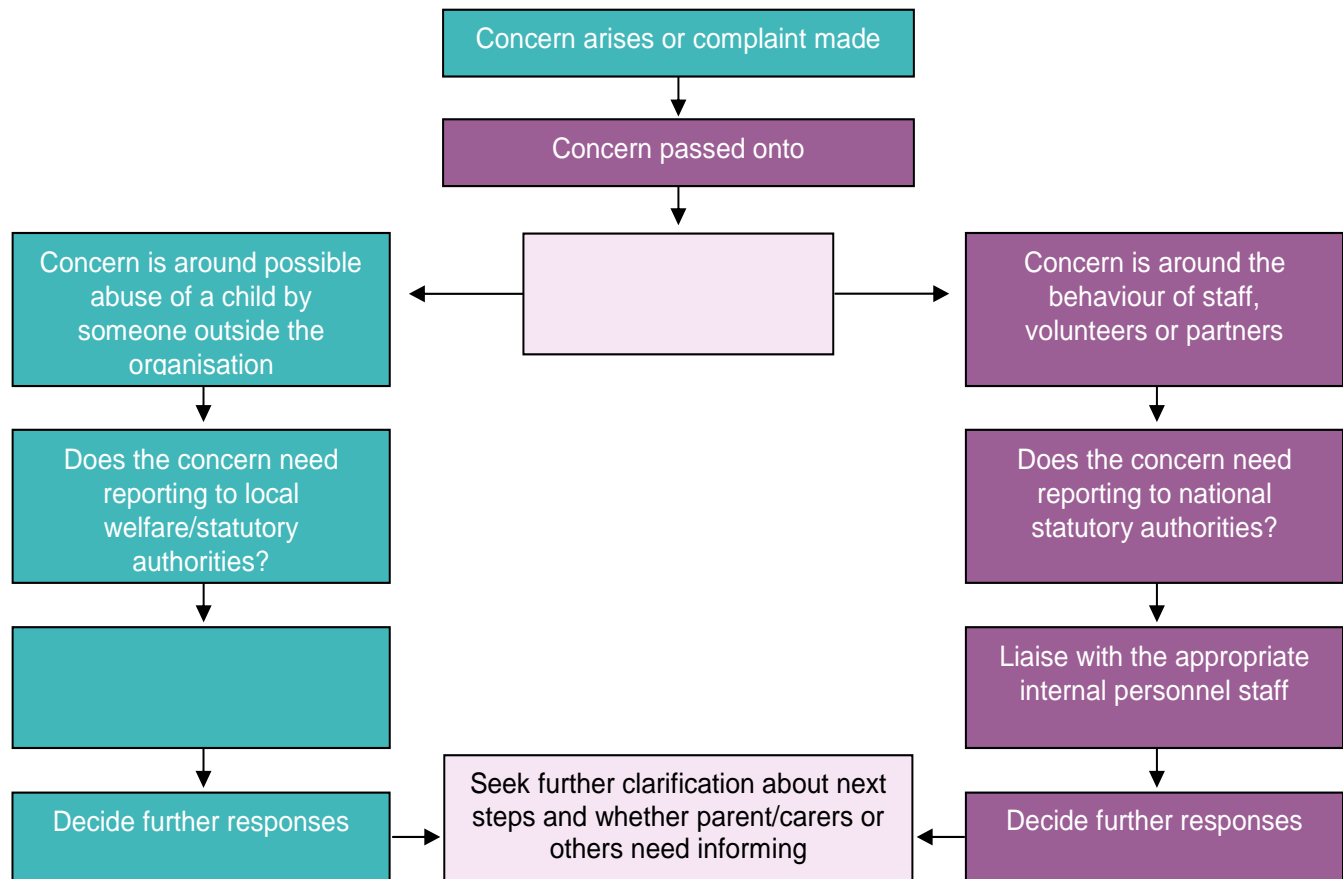 Concern arises or complaint made
Concern passed onto
Concern is around possible
abuse of a child by
someone outside the
organisation
Concern is around the
behaviour of staff,
volunteers or partners
Does the concern need
reporting to local
welfare/statutory
authorities?
Does the concern need
reporting to national
statutory authorities?
Liaise with the appropriate
internal personnel staff
Decide further responses
Seek further clarification about next
steps and whether parent/carers or
others need informing
Decide further responses